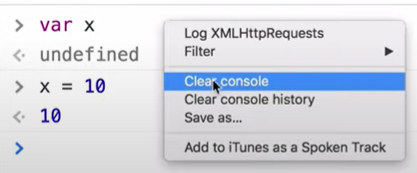 > var x
<· undefined
> x = 10
<· 10
>
Log XMLHttpRequests
Filter ▶
Clear console
Clear console history
Save as...
Add to iTunes as a Spoken Track